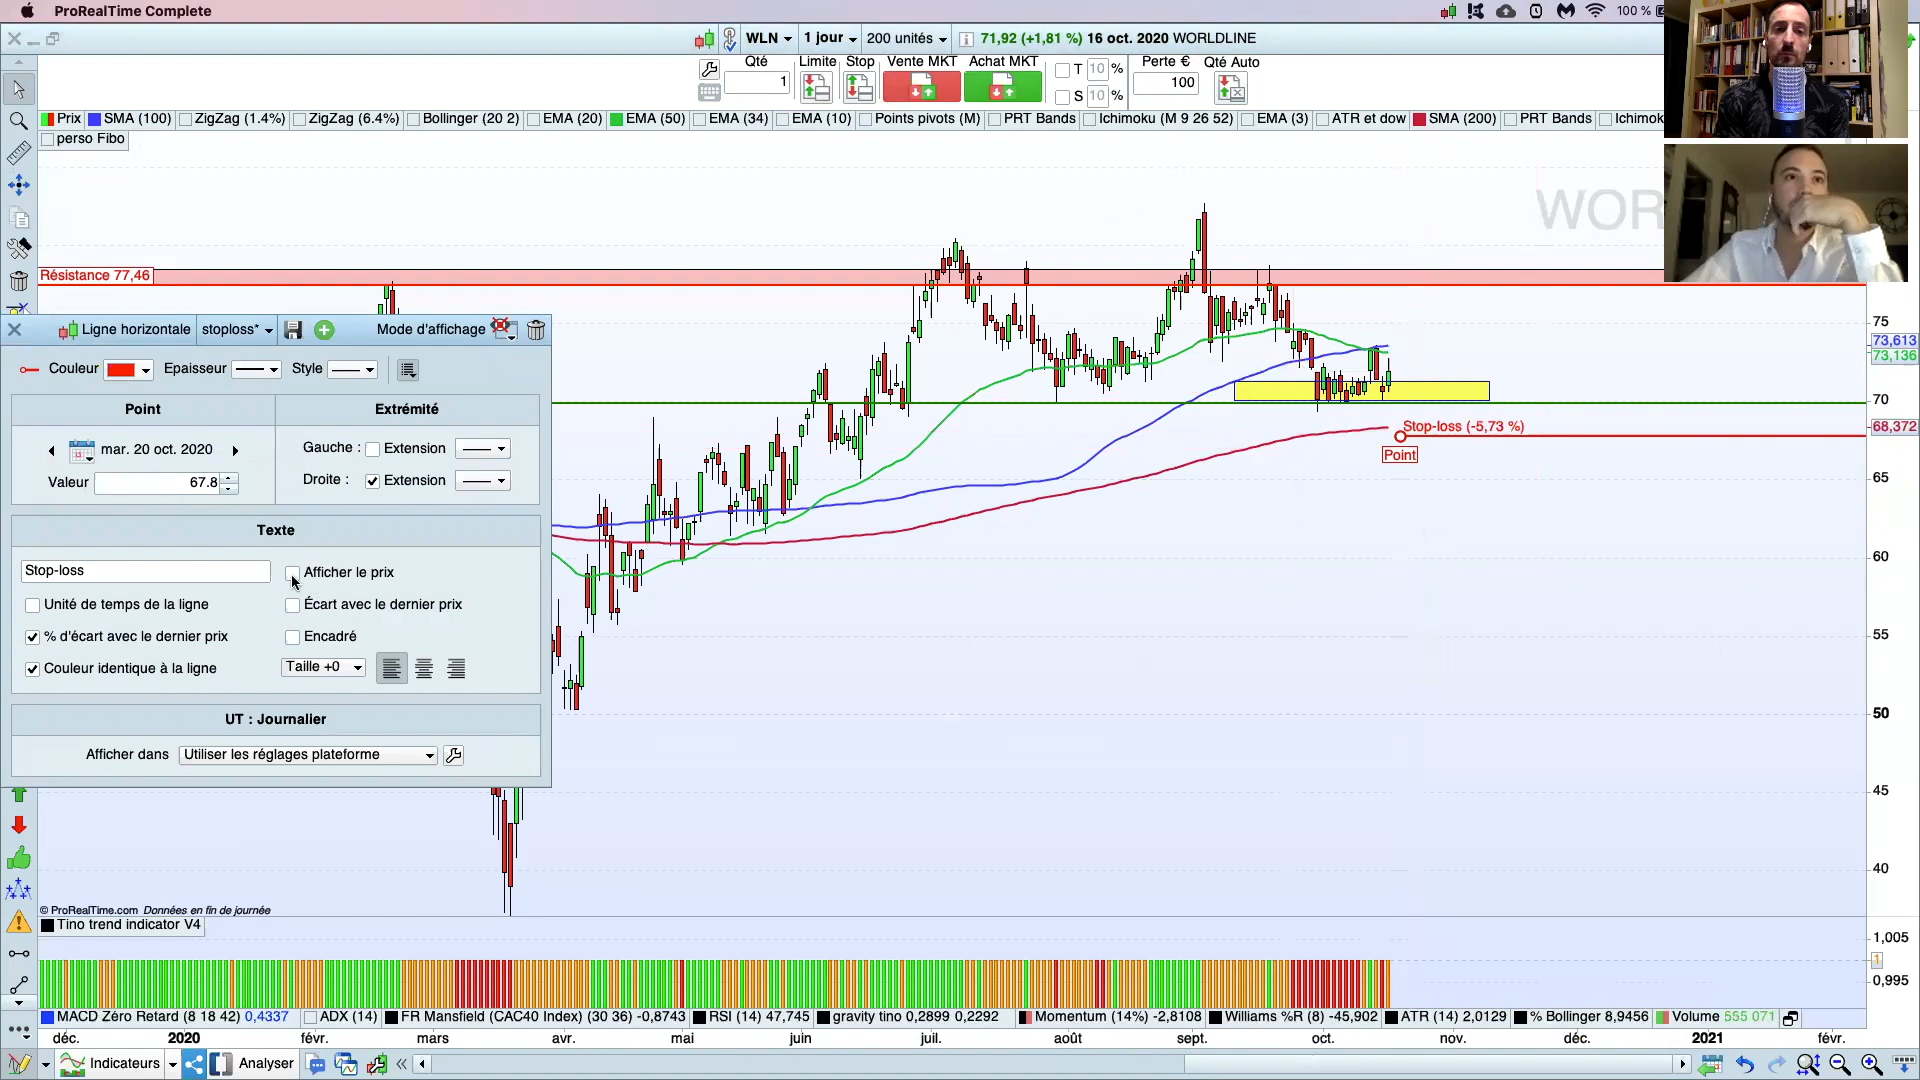 ProRealTime Complete
100 %
WLN
1 jour
200 unités
71,92 (+1,81 %) 16 oct. 2020 WORLDLINE
Qté
1
Limite
Stop
Vente MKT
Achat MKT
T 10 %
S 10 %
Perte €
100
Qté Auto
Prix
SMA (100)
ZigZag (1.4%)
ZigZag (6.4%)
Bollinger (20 2)
EMA (20)
EMA (50)
EMA (34)
EMA (10)
Points pivots (M)
PRT Bands
Ichimoku (M 9 26 52)
EMA (3)
ATR et dow
SMA (200)
PRT Bands
Ichimok
perso Fibo
WOR
Résistance 77,46
Ligne horizontale
stoploss*
Mode d'affichage
Couleur
Epaisseur
Style
Point
Extrémité
mar. 20 oct. 2020
Gauche : Extension
Valeur 67.8
Droite : Extension
Texte
Stop-loss
Afficher le prix
Unité de temps de la ligne
Écart avec le dernier prix
% d'écart avec le dernier prix
Encadré
Couleur identique à la ligne
Taille +0
UT : Journalier
Afficher dans
Utiliser les réglages plateforme
Stop-loss (-5,73 %)
Point
75
73,613
73,136
70
68,372
65
60
55
50
45
40
© ProRealTime.com Données en fin de journée
Tino trend indicator V4
1,005
1
0,995
MACD Zéro Retard (8 18 42) 0,4337
ADX (14)
FR Mansfield (CAC40 Index) (30 36) -0,8743
RSI (14) 47,745
gravity tino 0,2899 0,2292
Momentum (14%) -2,8108
Williams %R (8) -45,902
ATR (14) 2,0129
% Bollinger 8,9456
Volume 555 071
déc.
2020
févr.
mars
avr.
mai
juin
juil.
août
sept.
oct.
nov.
déc.
2021
févr.
Indicateurs
Analyser